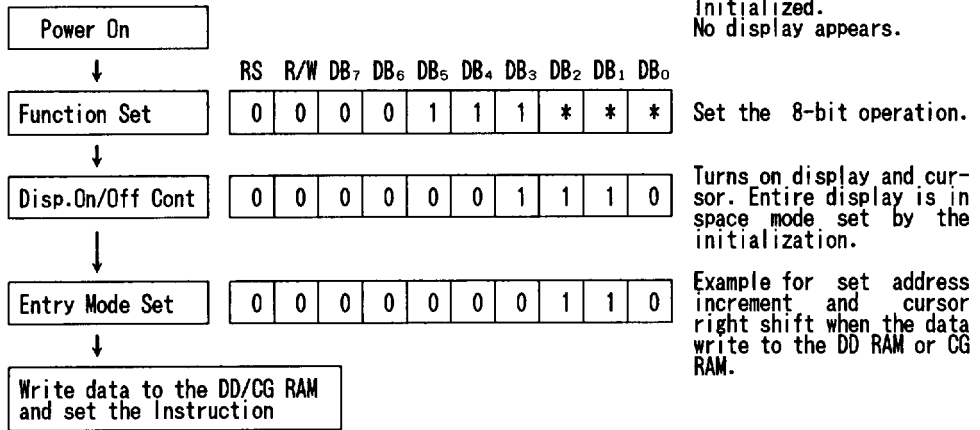 Initialized.
Power On
No display appears.
RS R/W DB₇ DB₆ DB₅ DB₄ DB₃ DB₂ DB₁ DB₀
Function Set 0 0 0 0 1 1 1 * * * Set the 8-bit operation.
Disp.On/Off Cont 0 0 0 0 0 0 1 1 1 0
Turns on display and cur-
sor. Entire display is in
space mode set by the
initialization.
Entry Mode Set 0 0 0 0 0 0 0 1 1 0
Example for set address
increment and cursor
right shift when the data
write to the DD RAM or CG
RAM.
Write data to the DD/CG RAM
and set the Instruction